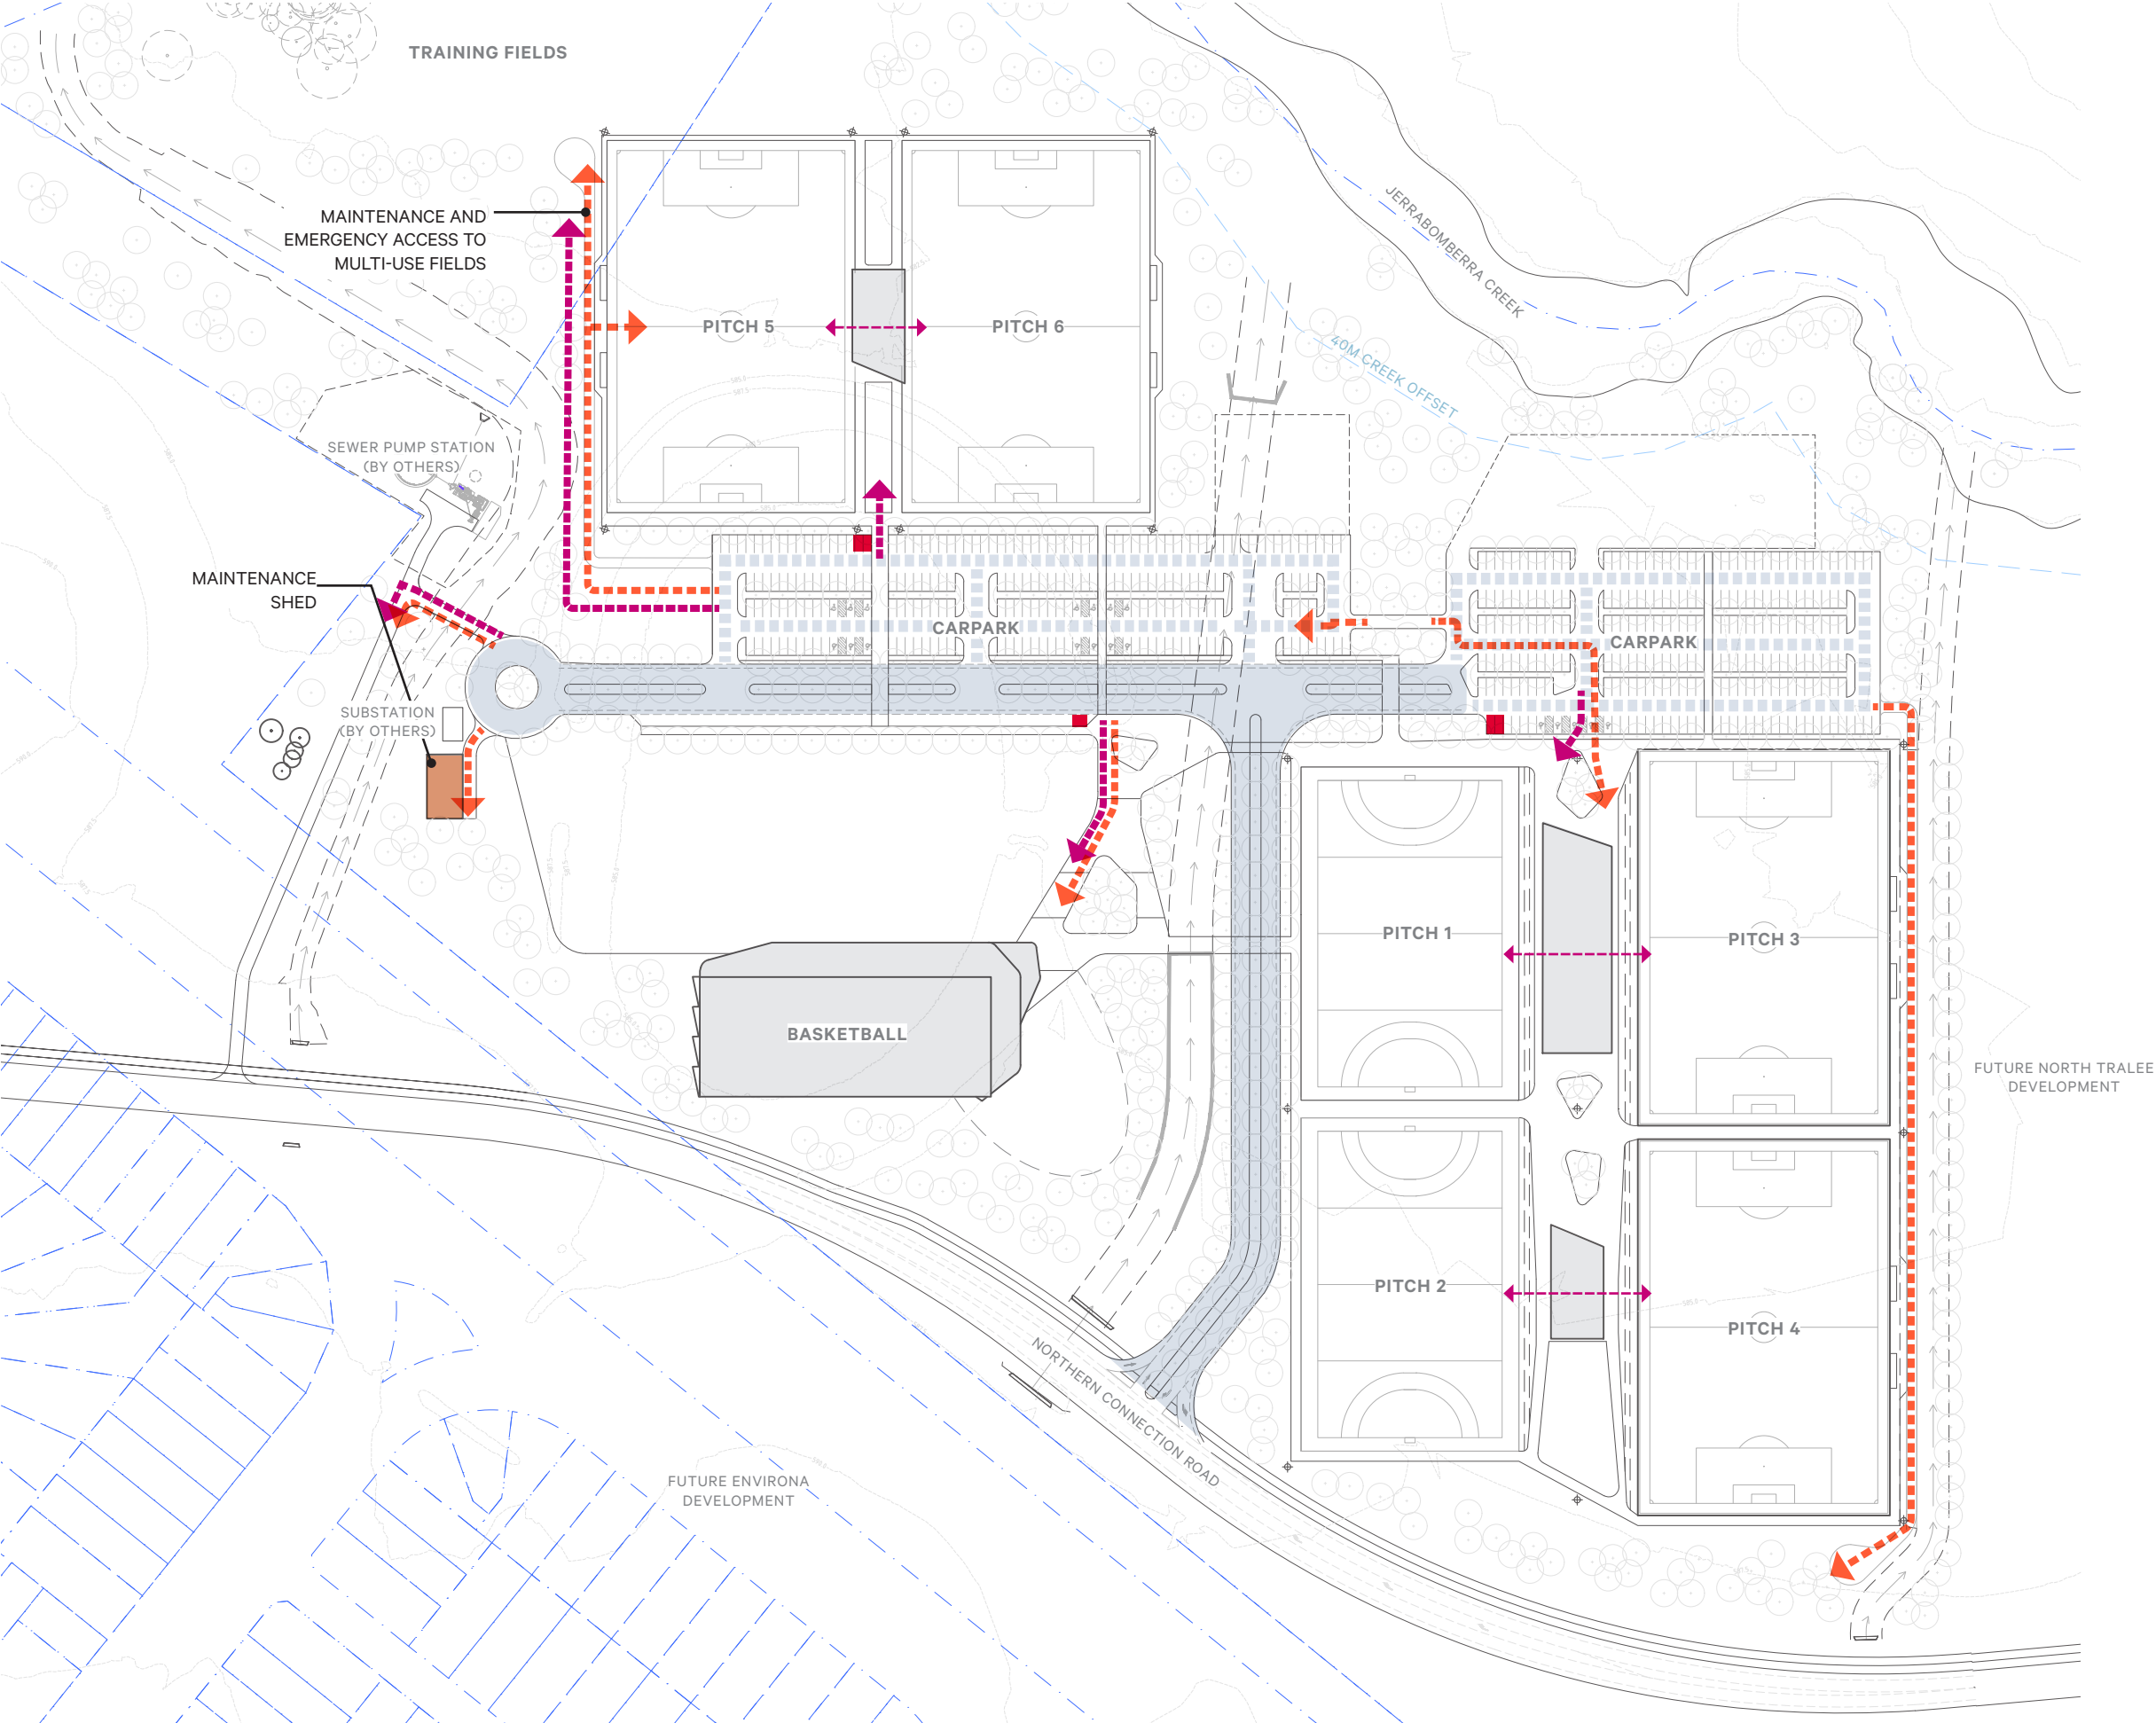 TRAINING FIELDS
MAINTENANCE AND
EMERGENCY ACCESS TO
MULTI-USE FIELDS
JERRABOMBERRA CREEK
PITCH 5
PITCH 6
40M CREEK OFFSET
SEWER PUMP STATION
(BY OTHERS)
MAINTENANCE
SHED
CARPARK
CARPARK
SUBSTATION
(BY OTHERS)
PITCH 1
PITCH 3
BASKETBALL
FUTURE NORTH TRALEE
DEVELOPMENT
PITCH 2
PITCH 4
NORTHERN CONNECTION ROAD
FUTURE ENVIRONA
DEVELOPMENT